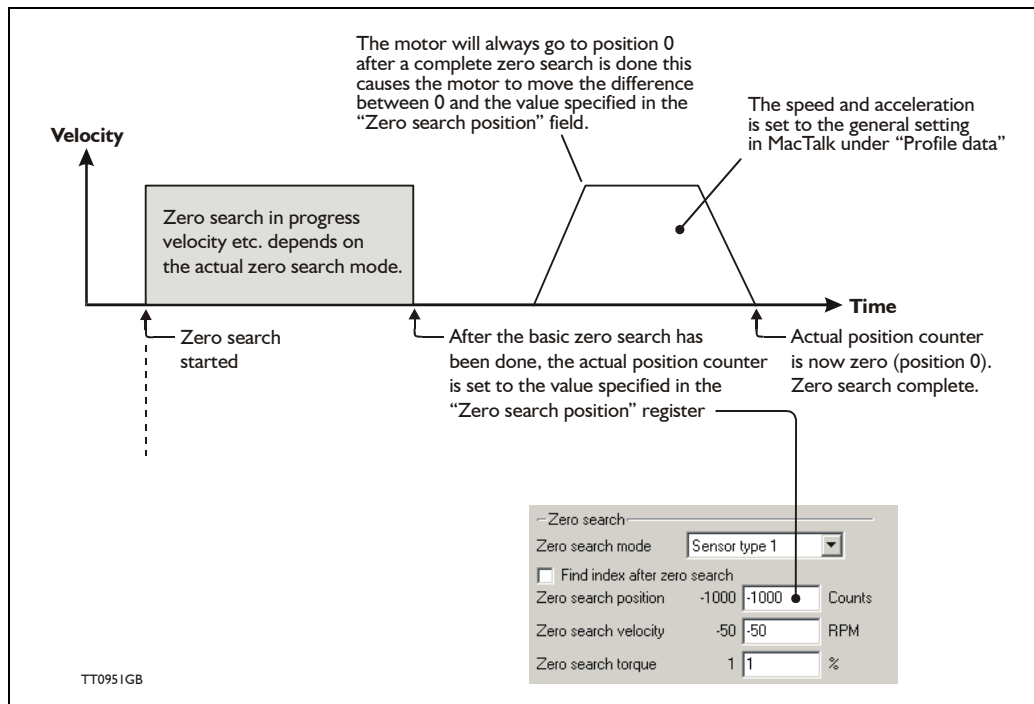 The motor will always go to position 0
after a complete zero search is done this
causes the motor to move the difference
between 0 and the value specified in the
“Zero search position” field.
The speed and acceleration
is set to the general setting
in MacTalk under “Profile data”
Velocity
Zero search in progress
velocity etc. depends on
the actual zero search mode.
Time
Zero search
started
After the basic zero search has
been done, the actual position counter
is set to the value specified in the
“Zero search position” register
Actual position counter
is now zero (position 0).
Zero search complete.
Zero search
Zero search mode Sensor type 1
Find index after zero search
Zero search position -1000 -1000 Counts
Zero search velocity -50 -50 RPM
Zero search torque 1 1 %
TT0951GB